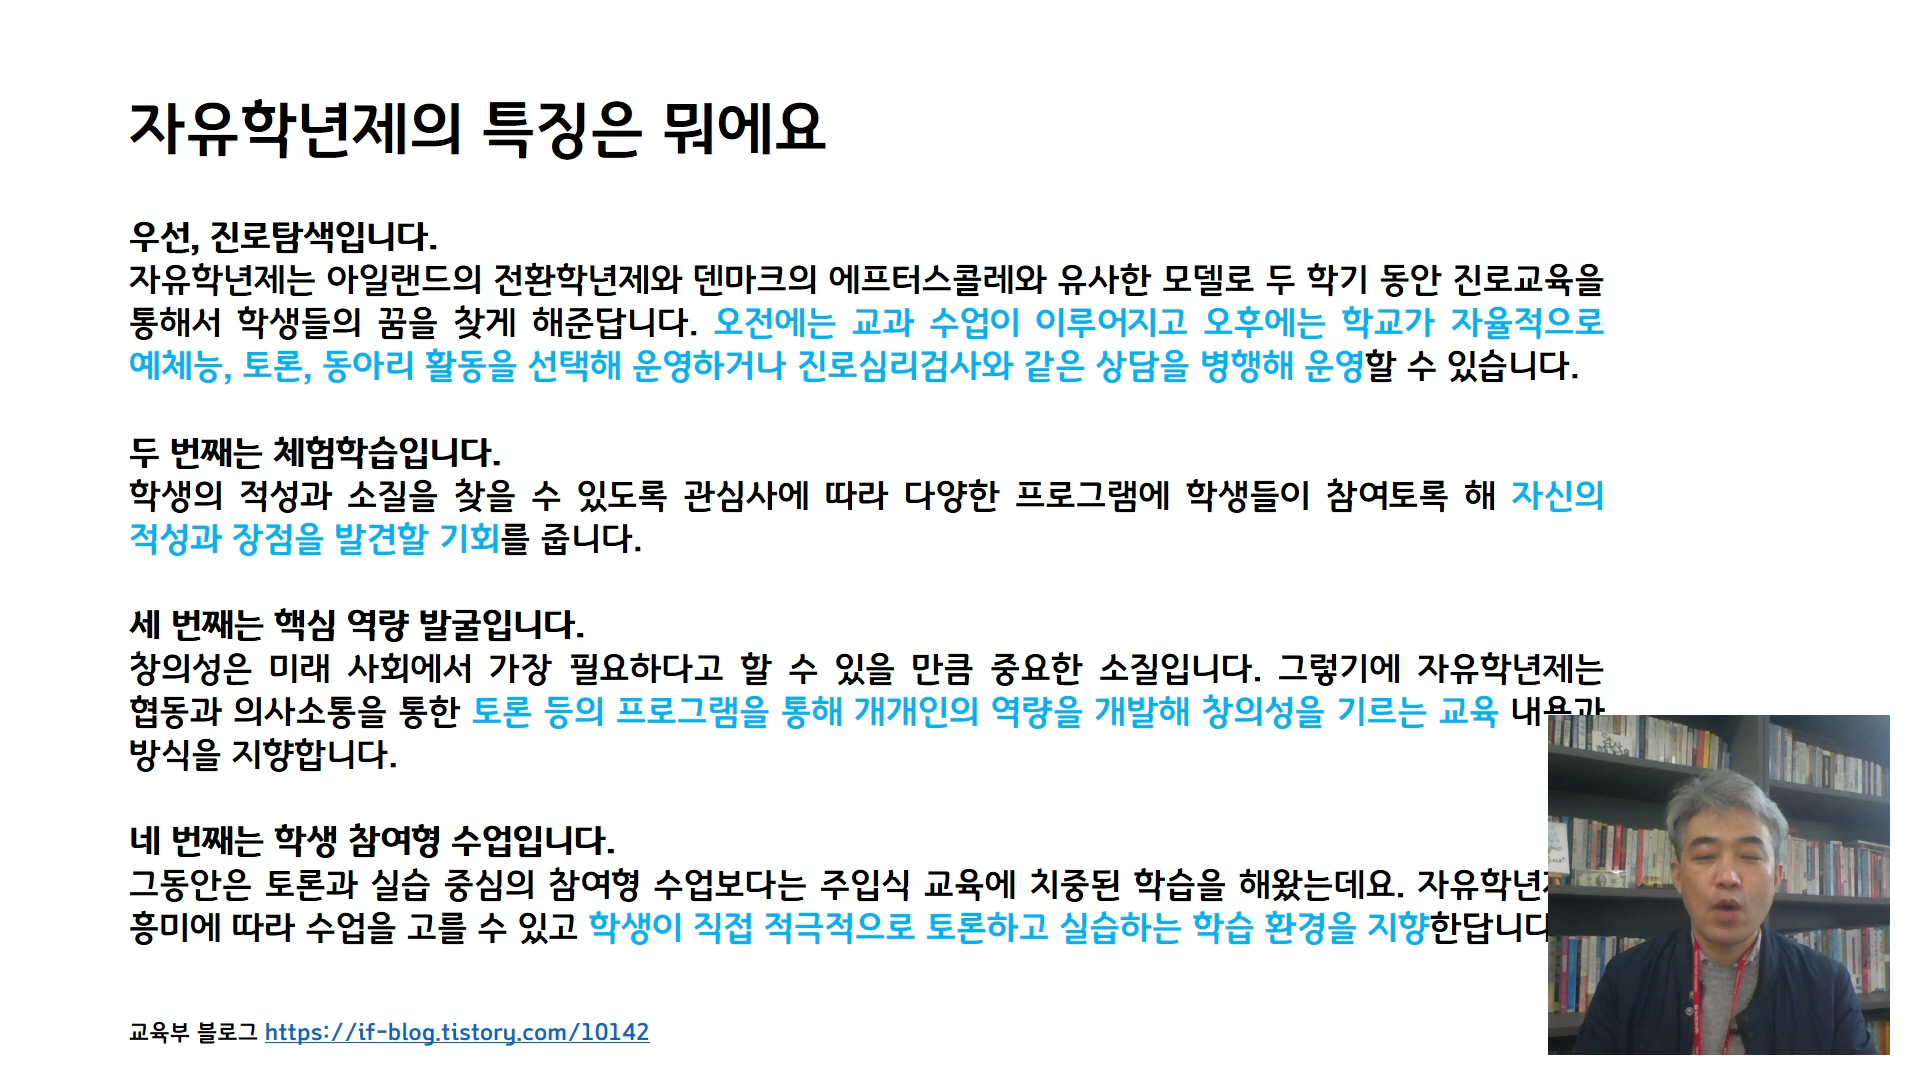 자유학년제의 특징은 뭐에요
우선, 진로탐색입니다.
자유학년제는 아일랜드의 전환학년제와 덴마크의 에프터스콜레와 유사한 모델로 두 학기 동안 진로교육을
통해서 학생들의 꿈을 찾게 해준답니다. 오전에는 교과 수업이 이루어지고 오후에는 학교가 자율적으로
예체능, 토론, 동아리 활동을 선택해 운영하거나 진로심리검사와 같은 상담을 병행해 운영할 수 있습니다.
두 번째는 체험학습입니다.
학생의 적성과 소질을 찾을 수 있도록 관심사에 따라 다양한 프로그램에 학생들이 참여토록 해 자신의
적성과 장점을 발견할 기회를 줍니다.
세 번째는 핵심 역량 발굴입니다.
창의성은 미래 사회에서 가장 필요하다고 할 수 있을 만큼 중요한 소질입니다. 그렇기에 자유학년제는
협동과 의사소통을 통한 토론 등의 프로그램을 통해 개개인의 역량을 개발해 창의성을 기르는 교육 내용과
방식을 지향합니다.
네 번째는 학생 참여형 수업입니다.
그동안은 토론과 실습 중심의 참여형 수업보다는 주입식 교육에 치중된 학습을 해왔는데요. 자유학년
흥미에 따라 수업을 고를 수 있고 학생이 직접 적극적으로 토론하고 실습하는 학습 환경을 지향한답니다
교육부 블로그 https://if-blog.tistory.com/10142